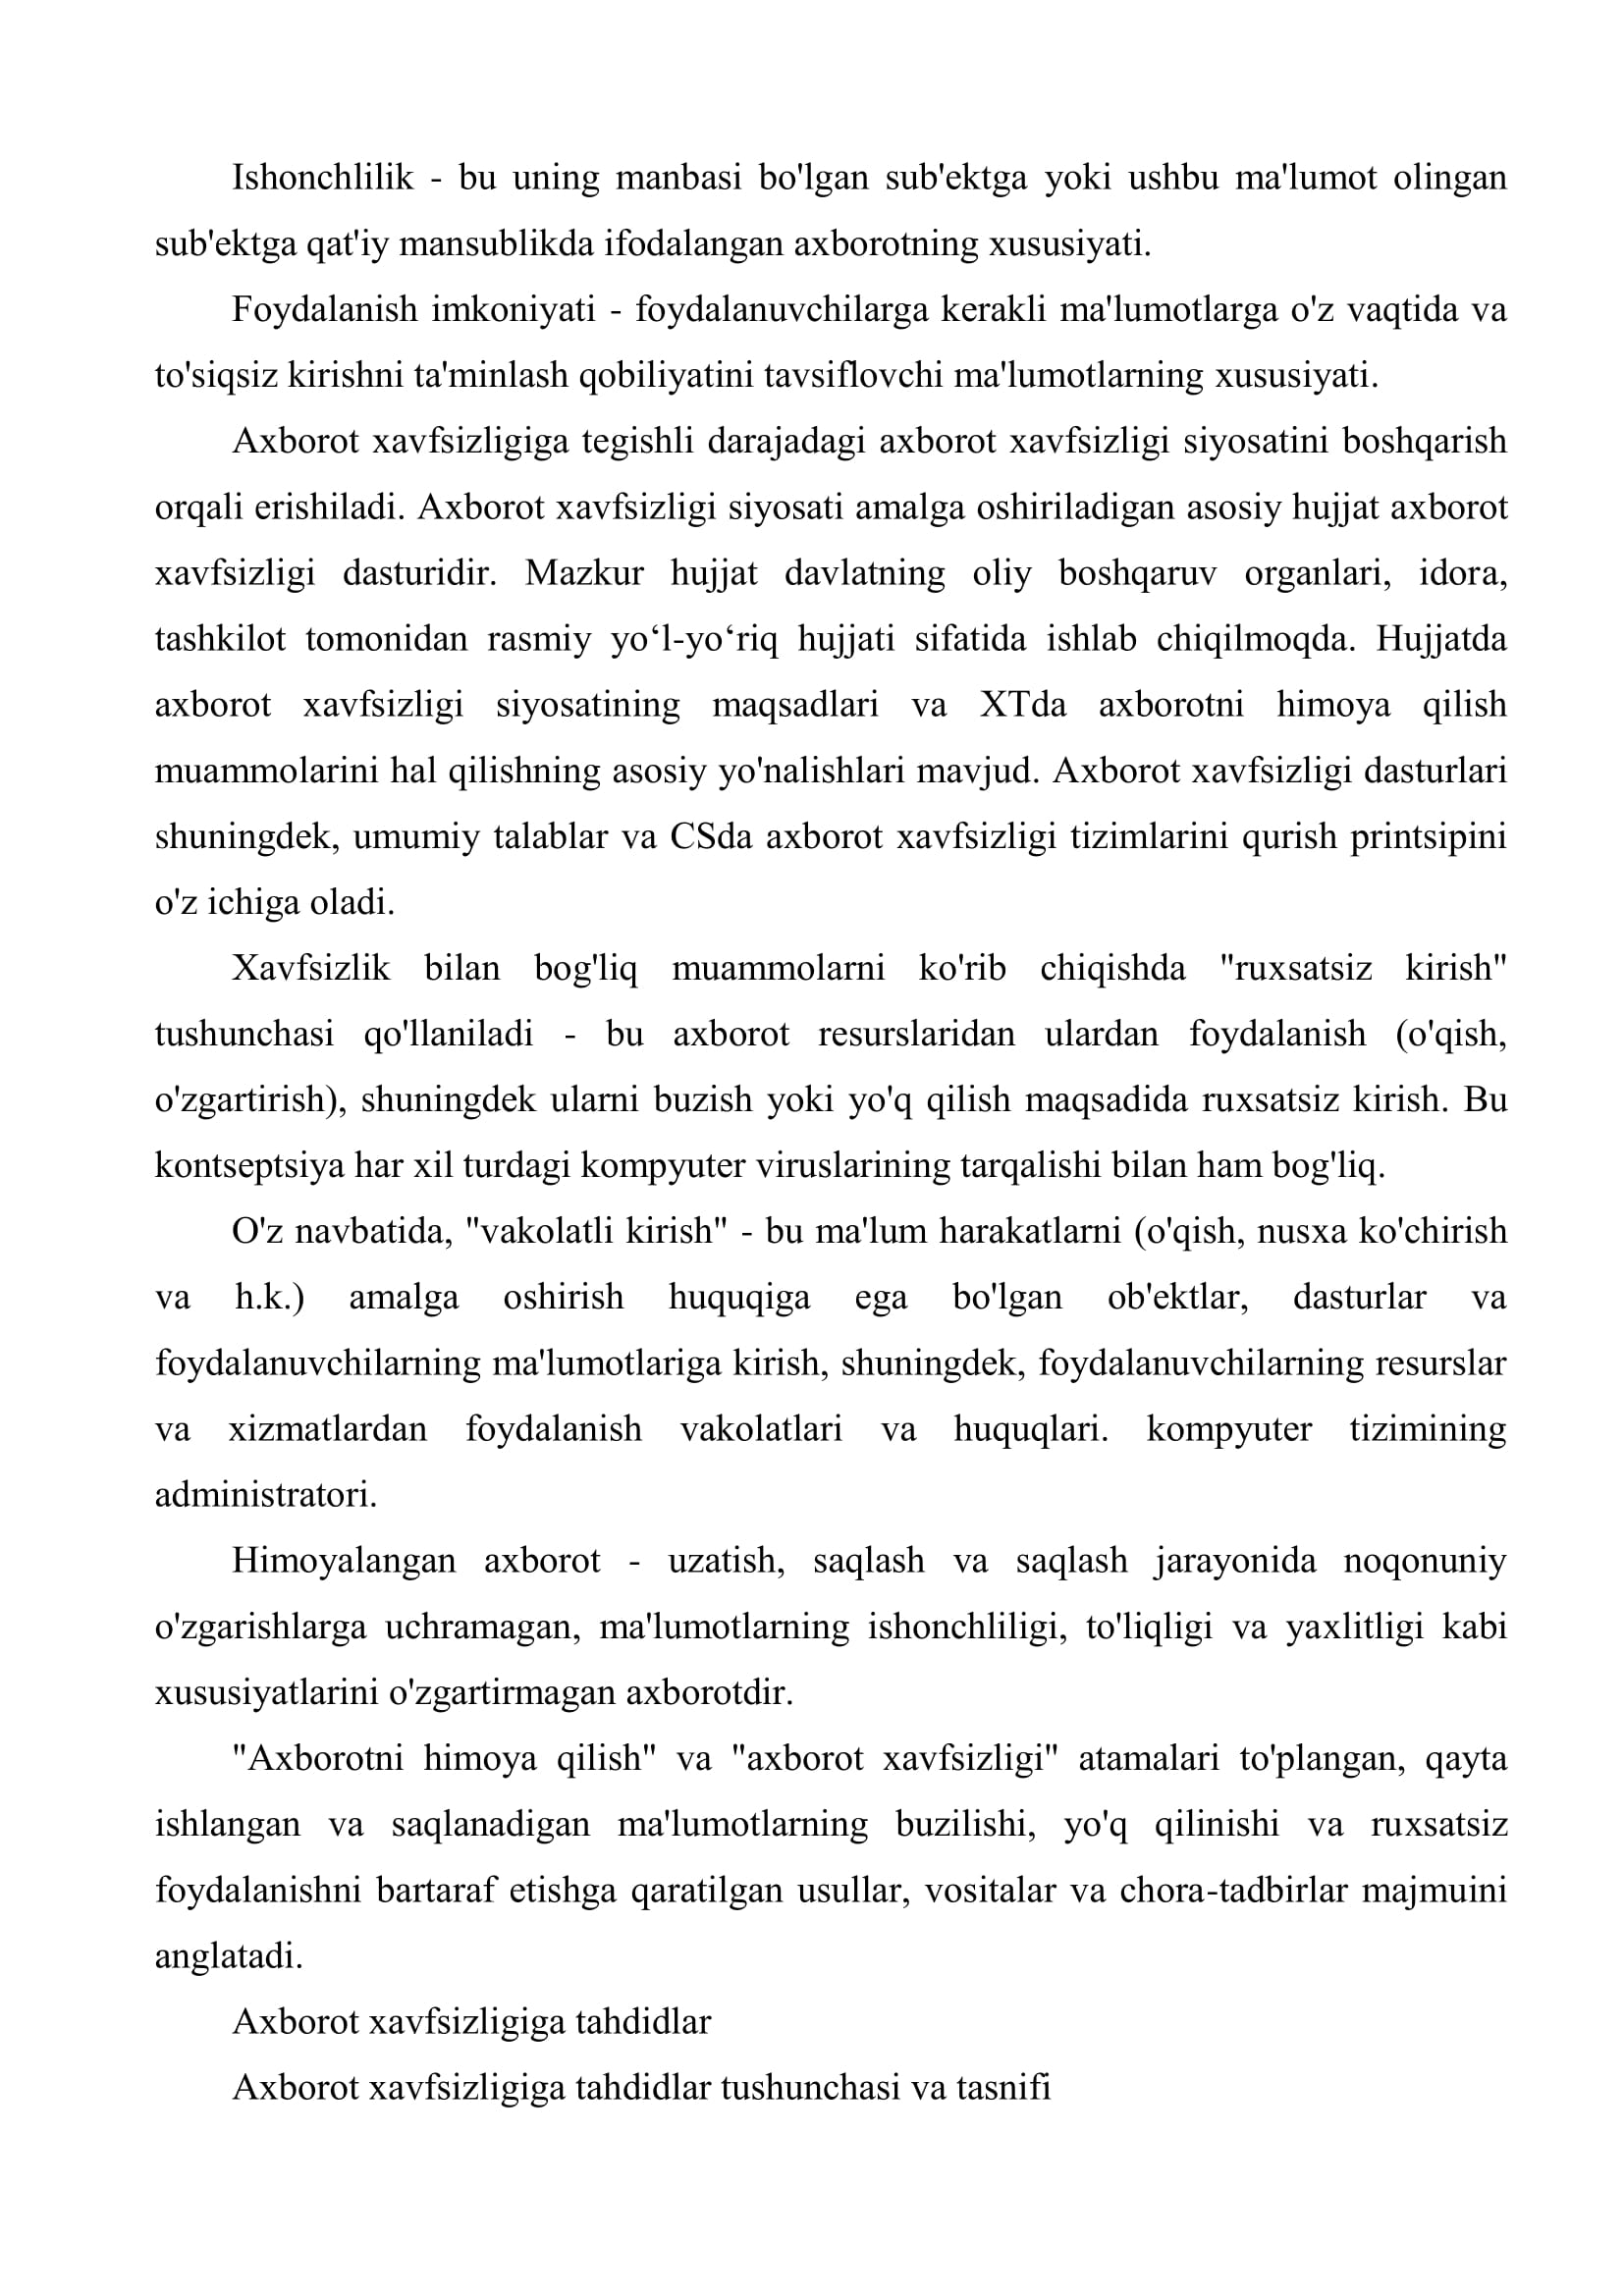 Ishonchlilik - bu uning manbasi bo'lgan sub'ektga yoki ushbu ma'lumot olingan
sub'ektga qat'iy mansublikda ifodalangan axborotning xususiyati.
Foydalanish imkoniyati - foydalanuvchilarga kerakli ma'lumotlarga o'z vaqtida va
to'siqsiz kirishni ta'minlash qobiliyatini tavsiflovchi ma'lumotlarning xususiyati.
Axborot xavfsizligiga tegishli darajadagi axborot xavfsizligi siyosatini boshqarish
orqali erishiladi. Axborot xavfsizligi siyosati amalga oshiriladigan asosiy hujjat axborot
xavfsizligi dasturidir. Mazkur hujjat davlatning oliy boshqaruv organlari, idora,
tashkilot tomonidan rasmiy yo‘l-yo‘riq hujjati sifatida ishlab chiqilmoqda. Hujjatda
axborot xavfsizligi siyosatining maqsadlari va XTda axborotni himoya qilish
muammolarini hal qilishning asosiy yo'nalishlari mavjud. Axborot xavfsizligi dasturlari
shuningdek, umumiy talablar va CSda axborot xavfsizligi tizimlarini qurish printsipini
o'z ichiga oladi.
Xavfsizlik bilan bog'liq muammolarni ko'rib chiqishda "ruxsatsiz kirish"
tushunchasi qo'llaniladi - bu axborot resurslaridan ulardan foydalanish (o'qish,
o'zgartirish), shuningdek ularni buzish yoki yo'q qilish maqsadida ruxsatsiz kirish. Bu
kontseptsiya har xil turdagi kompyuter viruslarining tarqalishi bilan ham bog'liq.
O'z navbatida, "vakolatli kirish" - bu ma'lum harakatlarni (o'qish, nusxa ko'chirish
va h.k.) amalga oshirish huquqiga ega bo'lgan ob'ektlar, dasturlar va
foydalanuvchilarning ma'lumotlariga kirish, shuningdek, foydalanuvchilarning resurslar
va xizmatlardan foydalanish vakolatlari va huquqlari. kompyuter tizimining
administratori.
Himoyalangan axborot - uzatish, saqlash va saqlash jarayonida noqonuniy
o'zgarishlarga uchramagan, ma'lumotlarning ishonchliligi, to'liqligi va yaxlitligi kabi
xususiyatlarini o'zgartirmagan axborotdir.
"Axborotni himoya qilish" va "axborot xavfsizligi" atamalari to'plangan, qayta
ishlangan va saqlanadigan ma'lumotlarning buzilishi, yo'q qilinishi va ruxsatsiz
foydalanishni bartaraf etishga qaratilgan usullar, vositalar va chora-tadbirlar majmuini
anglatadi.
Axborot xavfsizligiga tahdidlar
Axborot xavfsizligiga tahdidlar tushunchasi va tasnifi